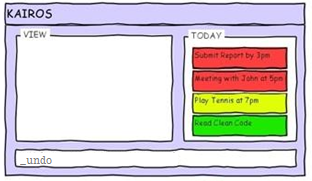 KAIROS
VIEW
TODAY
Submit Report by 3pm
Meeting with John at 5pm
Play Tennis at 7pm
Read Clean Code
_undo